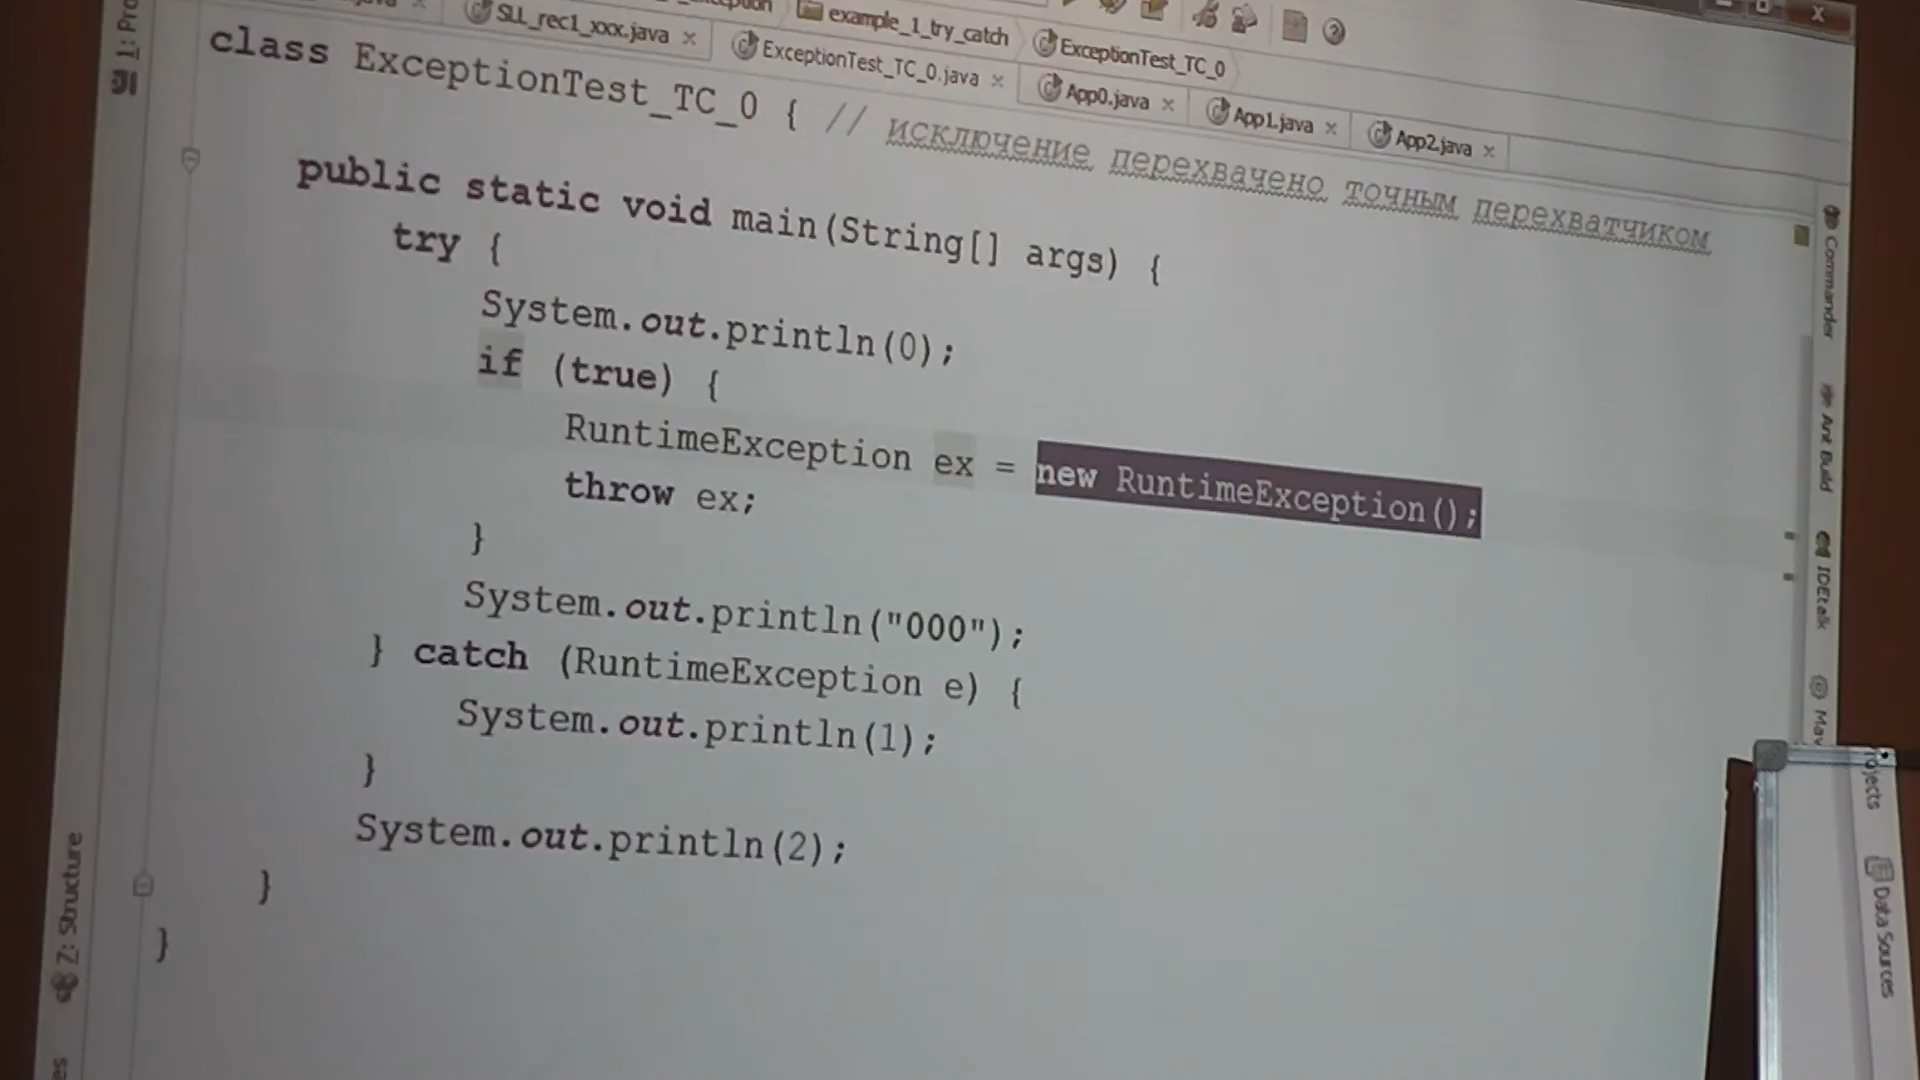 example_1_try_catch ExceptionTest_TC_0
SLL_rec1_xxx.java ExceptionTest_TC_0.java App0.java App1.java App2.java
class ExceptionTest_TC_0 { // исключение перехвачено точным перехватчиком
public static void main(String[] args) {
try {
System.out.println(0);
if (true) {
RuntimeException ex = new RuntimeException();
throw ex;
}
System.out.println("000");
} catch (RuntimeException e) {
System.out.println(1);
}
System.out.println(2);
}
}
Z: Structure
Commander
Ant Build
IDEtalk
Data Sources